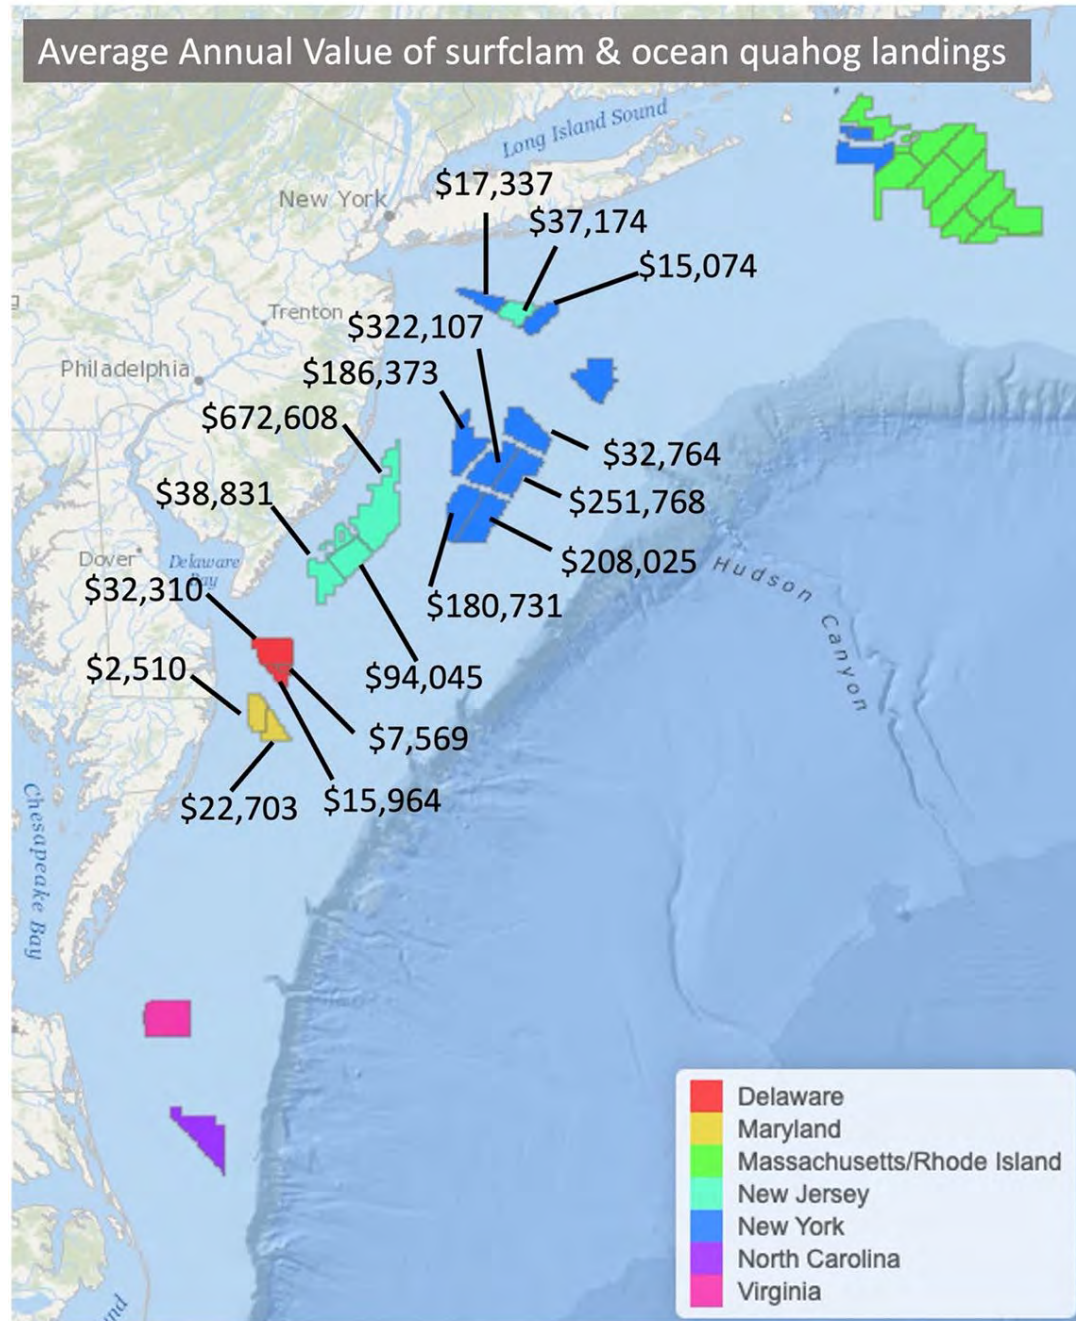 Average Annual Value of surfclam & ocean quahog landings
Long Island Sound
$17,337
New York
$37,174
$15,074
Trenton
$322,107
Philadelphia
$186,373
$672,608
$32,764
$38,831
$251,768
Dover
Delaware
Bay
$208,025
Hudson Canyon
$32,310
$180,731
$2,510
$94,045
$7,569
$22,703
$15,964
Chesapeake Bay
Delaware
Maryland
Massachusetts/Rhode Island
New Jersey
New York
North Carolina
Virginia